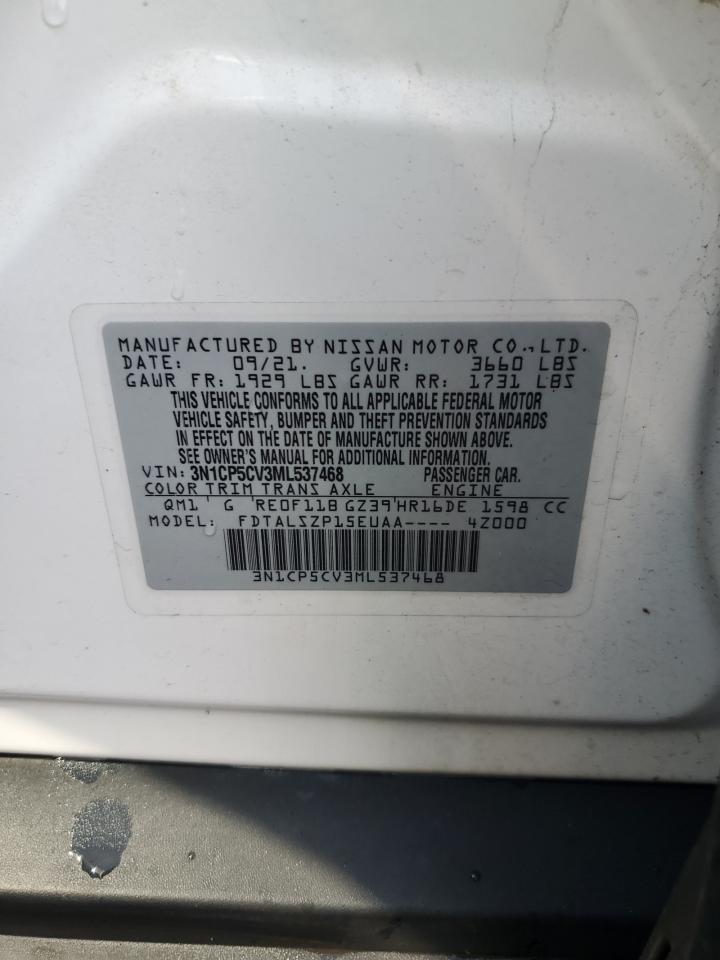 MANUFACTURED BY NISSAN MOTOR CO., LTD.
DATE: 09/21. GVWR: 3660 LBS
GAWR FR: 1929 LBS GAWR RR: 1731 LBS
THIS VEHICLE CONFORMS TO ALL APPLICABLE FEDERAL MOTOR
VEHICLE SAFETY, BUMPER AND THEFT PREVENTION STANDARDS
IN EFFECT ON THE DATE OF MANUFACTURE SHOWN ABOVE.
SEE OWNER'S MANUAL FOR ADDITIONAL INFORMATION.
VIN: 3N1CP5CV3ML537468 PASSENGER CAR.
COLOR TRIM TRANS AXLE ENGINE
QM1 G RE0F11B GZ39 HR16DE 1598 CC
MODEL: FDTALSZP15EUAA---- 4Z000
3N1CP5CV3ML537468